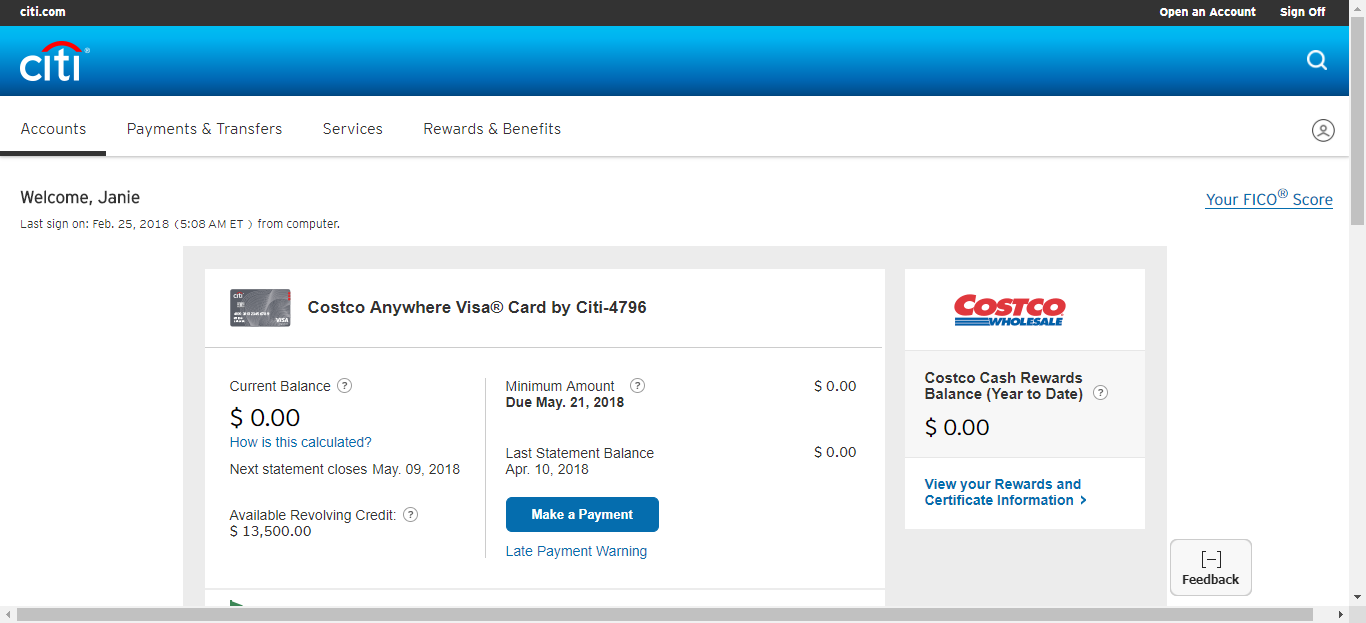 citi.com
Open an Account
Sign Off
citi®
Accounts
Payments & Transfers
Services
Rewards & Benefits
Welcome, Janie
Your FICO® Score
Last sign on: Feb. 25, 2018 (5:08 AM ET ) from computer.
citi
VISA
Costco Anywhere Visa® Card by Citi-4796
Current Balance ?
$ 0.00
How is this calculated?
Next statement closes May. 09, 2018
Available Revolving Credit: ?
$ 13,500.00
Minimum Amount ?
$ 0.00
Due May. 21, 2018
Last Statement Balance
$ 0.00
Apr. 10, 2018
Make a Payment
Late Payment Warning
COSTCO
WHOLESALE
Costco Cash Rewards
Balance (Year to Date) ?
$ 0.00
View your Rewards and
Certificate Information >
[−]
Feedback